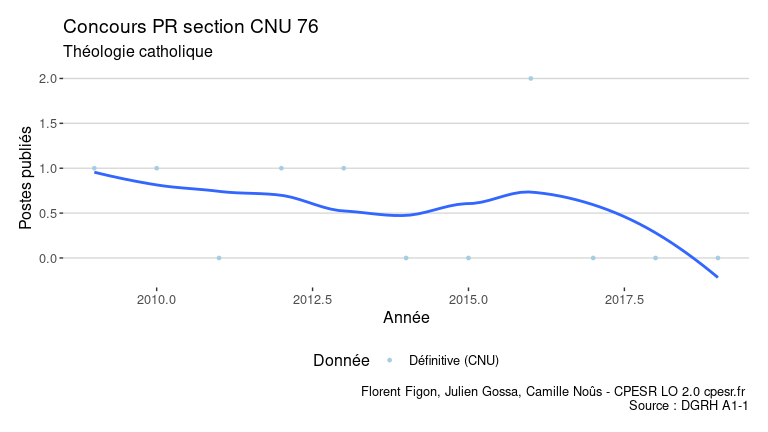 Concours PR section CNU 76
Théologie catholique
Postes publiés
2.0
1.5
1.0
0.5
0.0
2010.0
2012.5
2015.0
2017.5
Année
Donnée
Définitive (CNU)
Florent Figon, Julien Gossa, Camille Noûs - CPESR LO 2.0 cpesr.fr
Source : DGRH A1-1